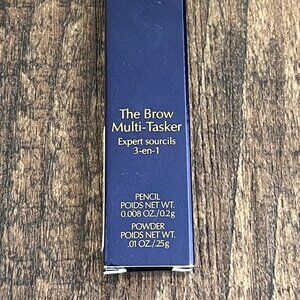 The Brow
Multi-Tasker
Expert sourcils
3-en-1
PENCIL
POIDS NET WT.
0.008 OZ./0.2g
POWDER
POIDS NET WT.
.01 OZ./.25g